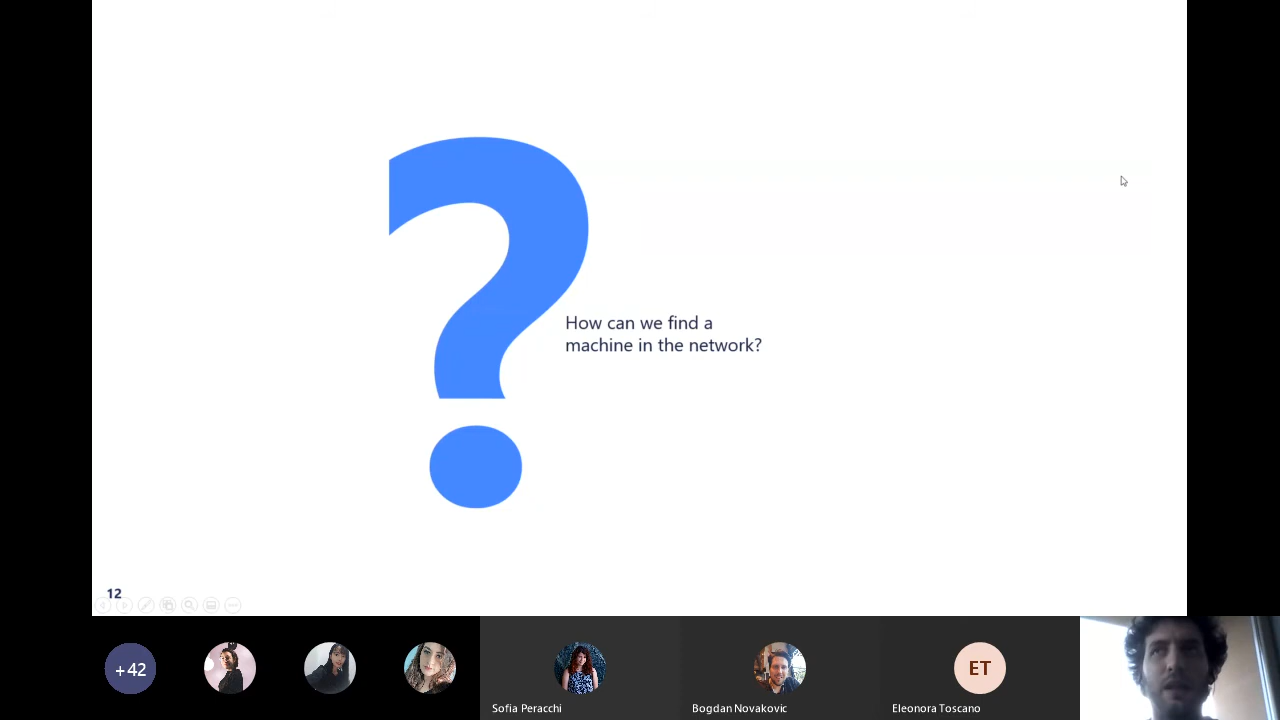 ?
How can we find a
machine in the network?
12
+42
Sofia Peracchi
Bogdan Novakovic
ET
Eleonora Toscano